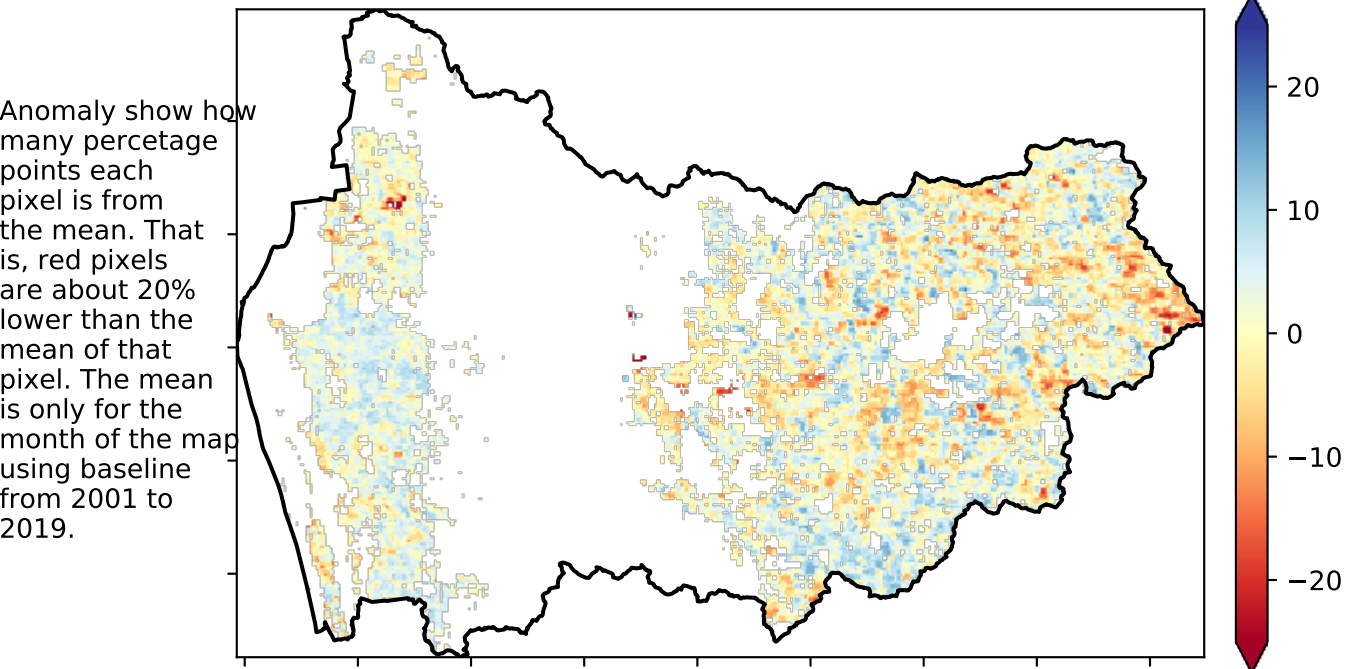 Anomaly show how
many percetage
points each
pixel is from
the mean. That
is, red pixels
are about 20%
lower than the
mean of that
pixel. The mean
is only for the
month of the map
using baseline
from 2001 to
2019.
20
10
0
−10
−20